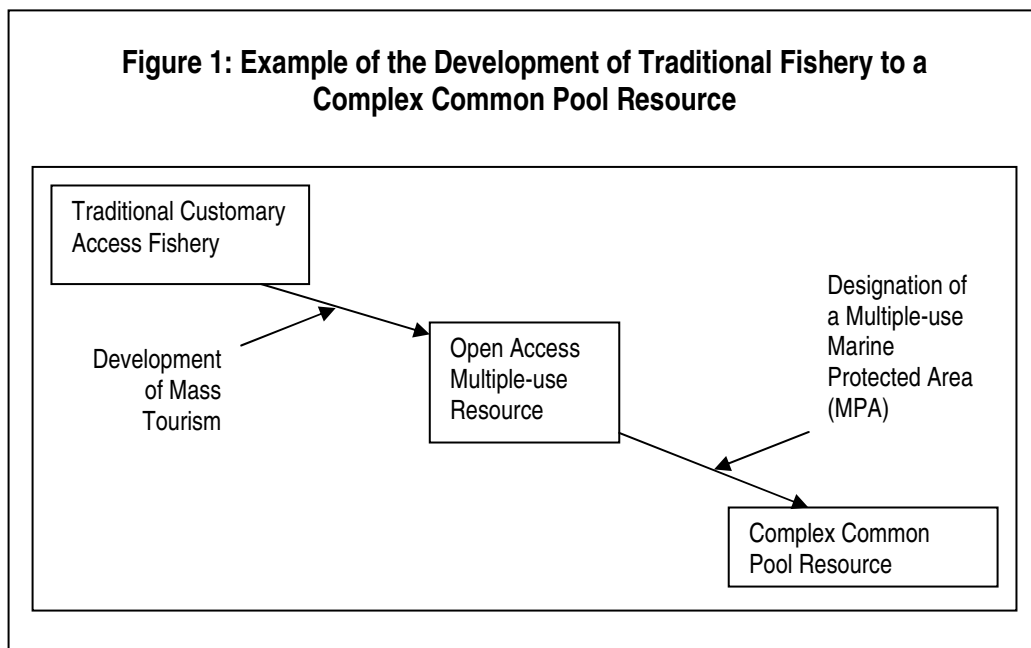 Figure 1: Example of the Development of Traditional Fishery to a
Complex Common Pool Resource
Traditional Customary
Access Fishery
Development
of Mass
Tourism
Open Access
Multiple-use
Resource
Designation of
a Multiple-use
Marine
Protected Area
(MPA)
Complex Common
Pool Resource